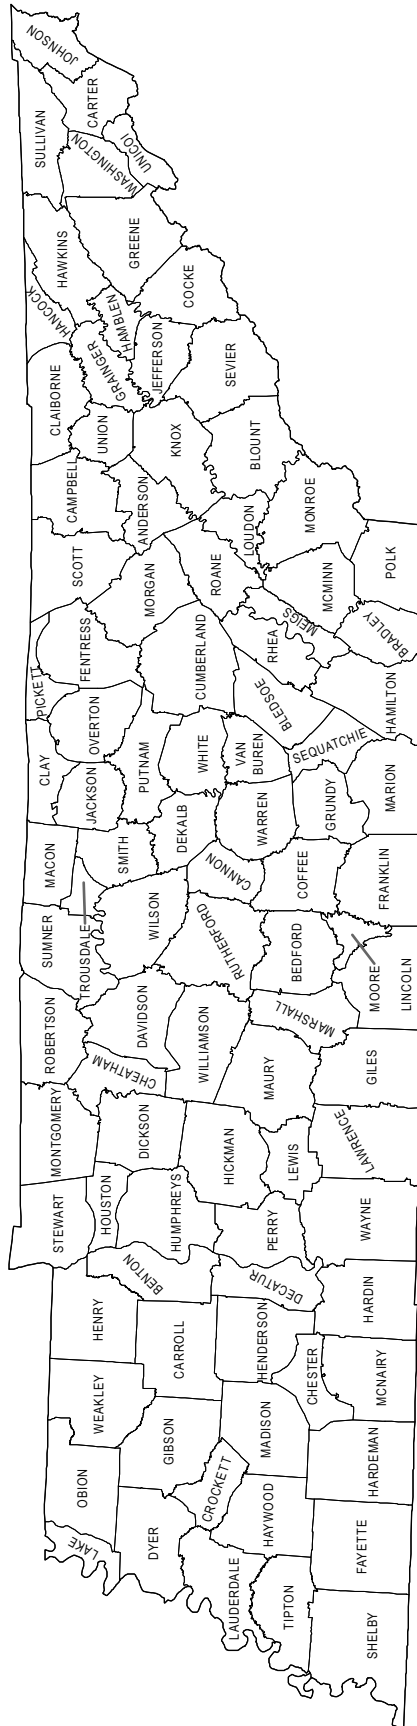 JOHNSON
CARTER
SULLIVAN
UNICOI
WASHINGTON
GREENE
HAWKINS
COCKE
HANCOCK
HAMBLEN
GRAINGER
JEFFERSON
SEVIER
CLAIBORNE
UNION
KNOX
BLOUNT
CAMPBELL
ANDERSON
LOUDON
MONROE
SCOTT
MORGAN
ROANE
MCMINN
POLK
MEIGS
BRADLEY
RHEA
FENTRESS
CUMBERLAND
HAMILTON
PICKETT
OVERTON
BLEDSOE
SEQUATCHIE
CLAY
PUTNAM
WHITE
VAN
BUREN
JACKSON
MARION
GRUNDY
WARREN
DEKALB
SMITH
MACON
CANNON
COFFEE
FRANKLIN
TROUSDALE
WILSON
SUMNER
RUTHERFORD
BEDFORD
MOORE
LINCOLN
ROBERTSON
DAVIDSON
MARSHALL
WILLIAMSON
CHEATHAM
MAURY
GILES
MONTGOMERY
DICKSON
HICKMAN
LEWIS
LAWRENCE
STEWART
HOUSTON
HUMPHREYS
PERRY
WAYNE
BENTON
DECATUR
HARDIN
HENRY
CARROLL
HENDERSON
CHESTER
MCNAIRY
WEAKLEY
GIBSON
MADISON
HARDEMAN
OBION
CROCKETT
HAYWOOD
FAYETTE
LAKE
DYER
LAUDERDALE
TIPTON
SHELBY